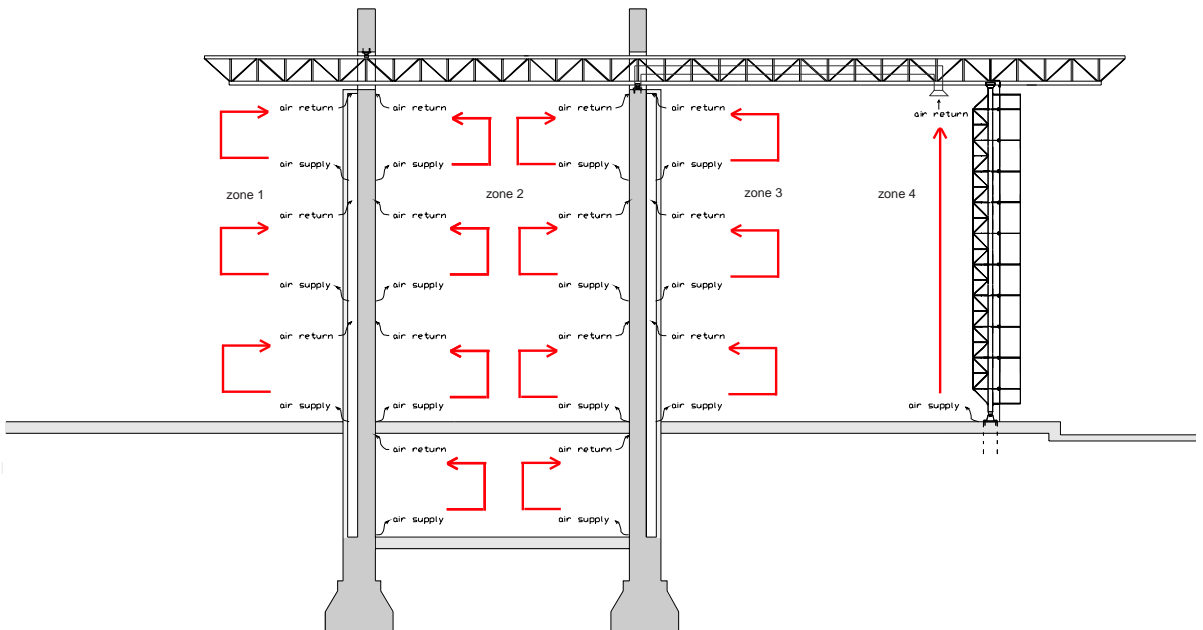 air return air return air return air return air return
air supply air supply air supply air supply
zone 1 zone 2 zone 3 zone 4
air return air return air return air return
air supply air supply air supply air supply
air return air return air return air return
air supply air supply air supply air supply air supply
air return air return
air supply air supply